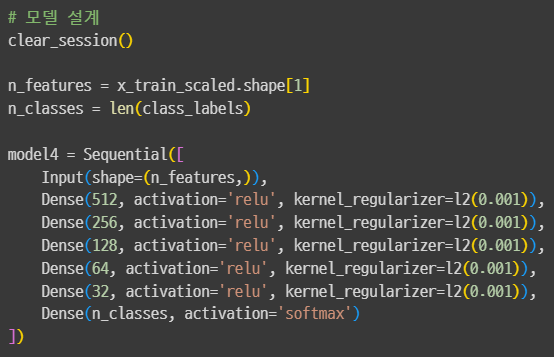 # 모델 설계
clear_session()

n_features = x_train_scaled.shape[1]
n_classes = len(class_labels)

model4 = Sequential([
    Input(shape=(n_features,)),
    Dense(512, activation='relu', kernel_regularizer=l2(0.001)),
    Dense(256, activation='relu', kernel_regularizer=l2(0.001)),
    Dense(128, activation='relu', kernel_regularizer=l2(0.001)),
    Dense(64, activation='relu', kernel_regularizer=l2(0.001)),
    Dense(32, activation='relu', kernel_regularizer=l2(0.001)),
    Dense(n_classes, activation='softmax')
])